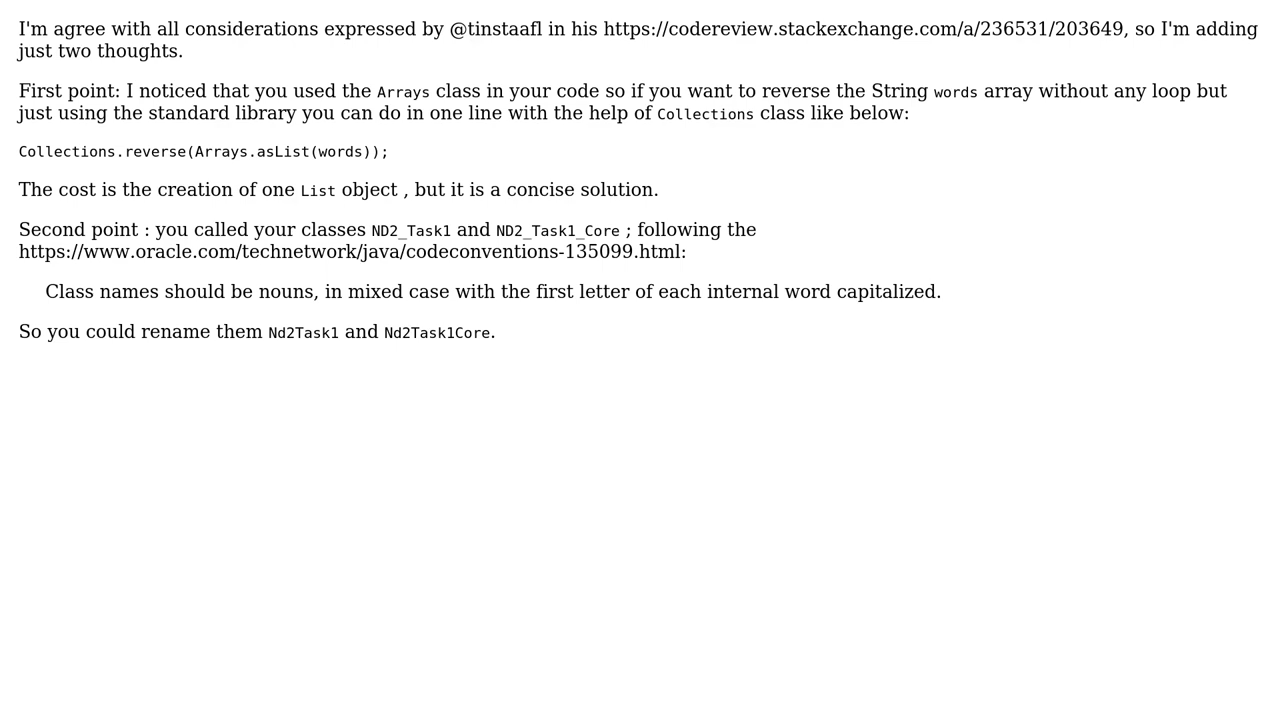 I'm agree with all considerations expressed by @tinstaafl in his https://codereview.stackexchange.com/a/236531/203649, so I'm adding
just two thoughts.
First point: I noticed that you used the Arrays class in your code so if you want to reverse the String words array without any loop but
just using the standard library you can do in one line with the help of Collections class like below:
Collections.reverse(Arrays.asList(words));
The cost is the creation of one List object , but it is a concise solution.
Second point : you called your classes ND2_Task1 and ND2_Task1_Core ; following the
https://www.oracle.com/technetwork/java/codeconventions-135099.html:
Class names should be nouns, in mixed case with the first letter of each internal word capitalized.
So you could rename them Nd2Task1 and Nd2Task1Core.